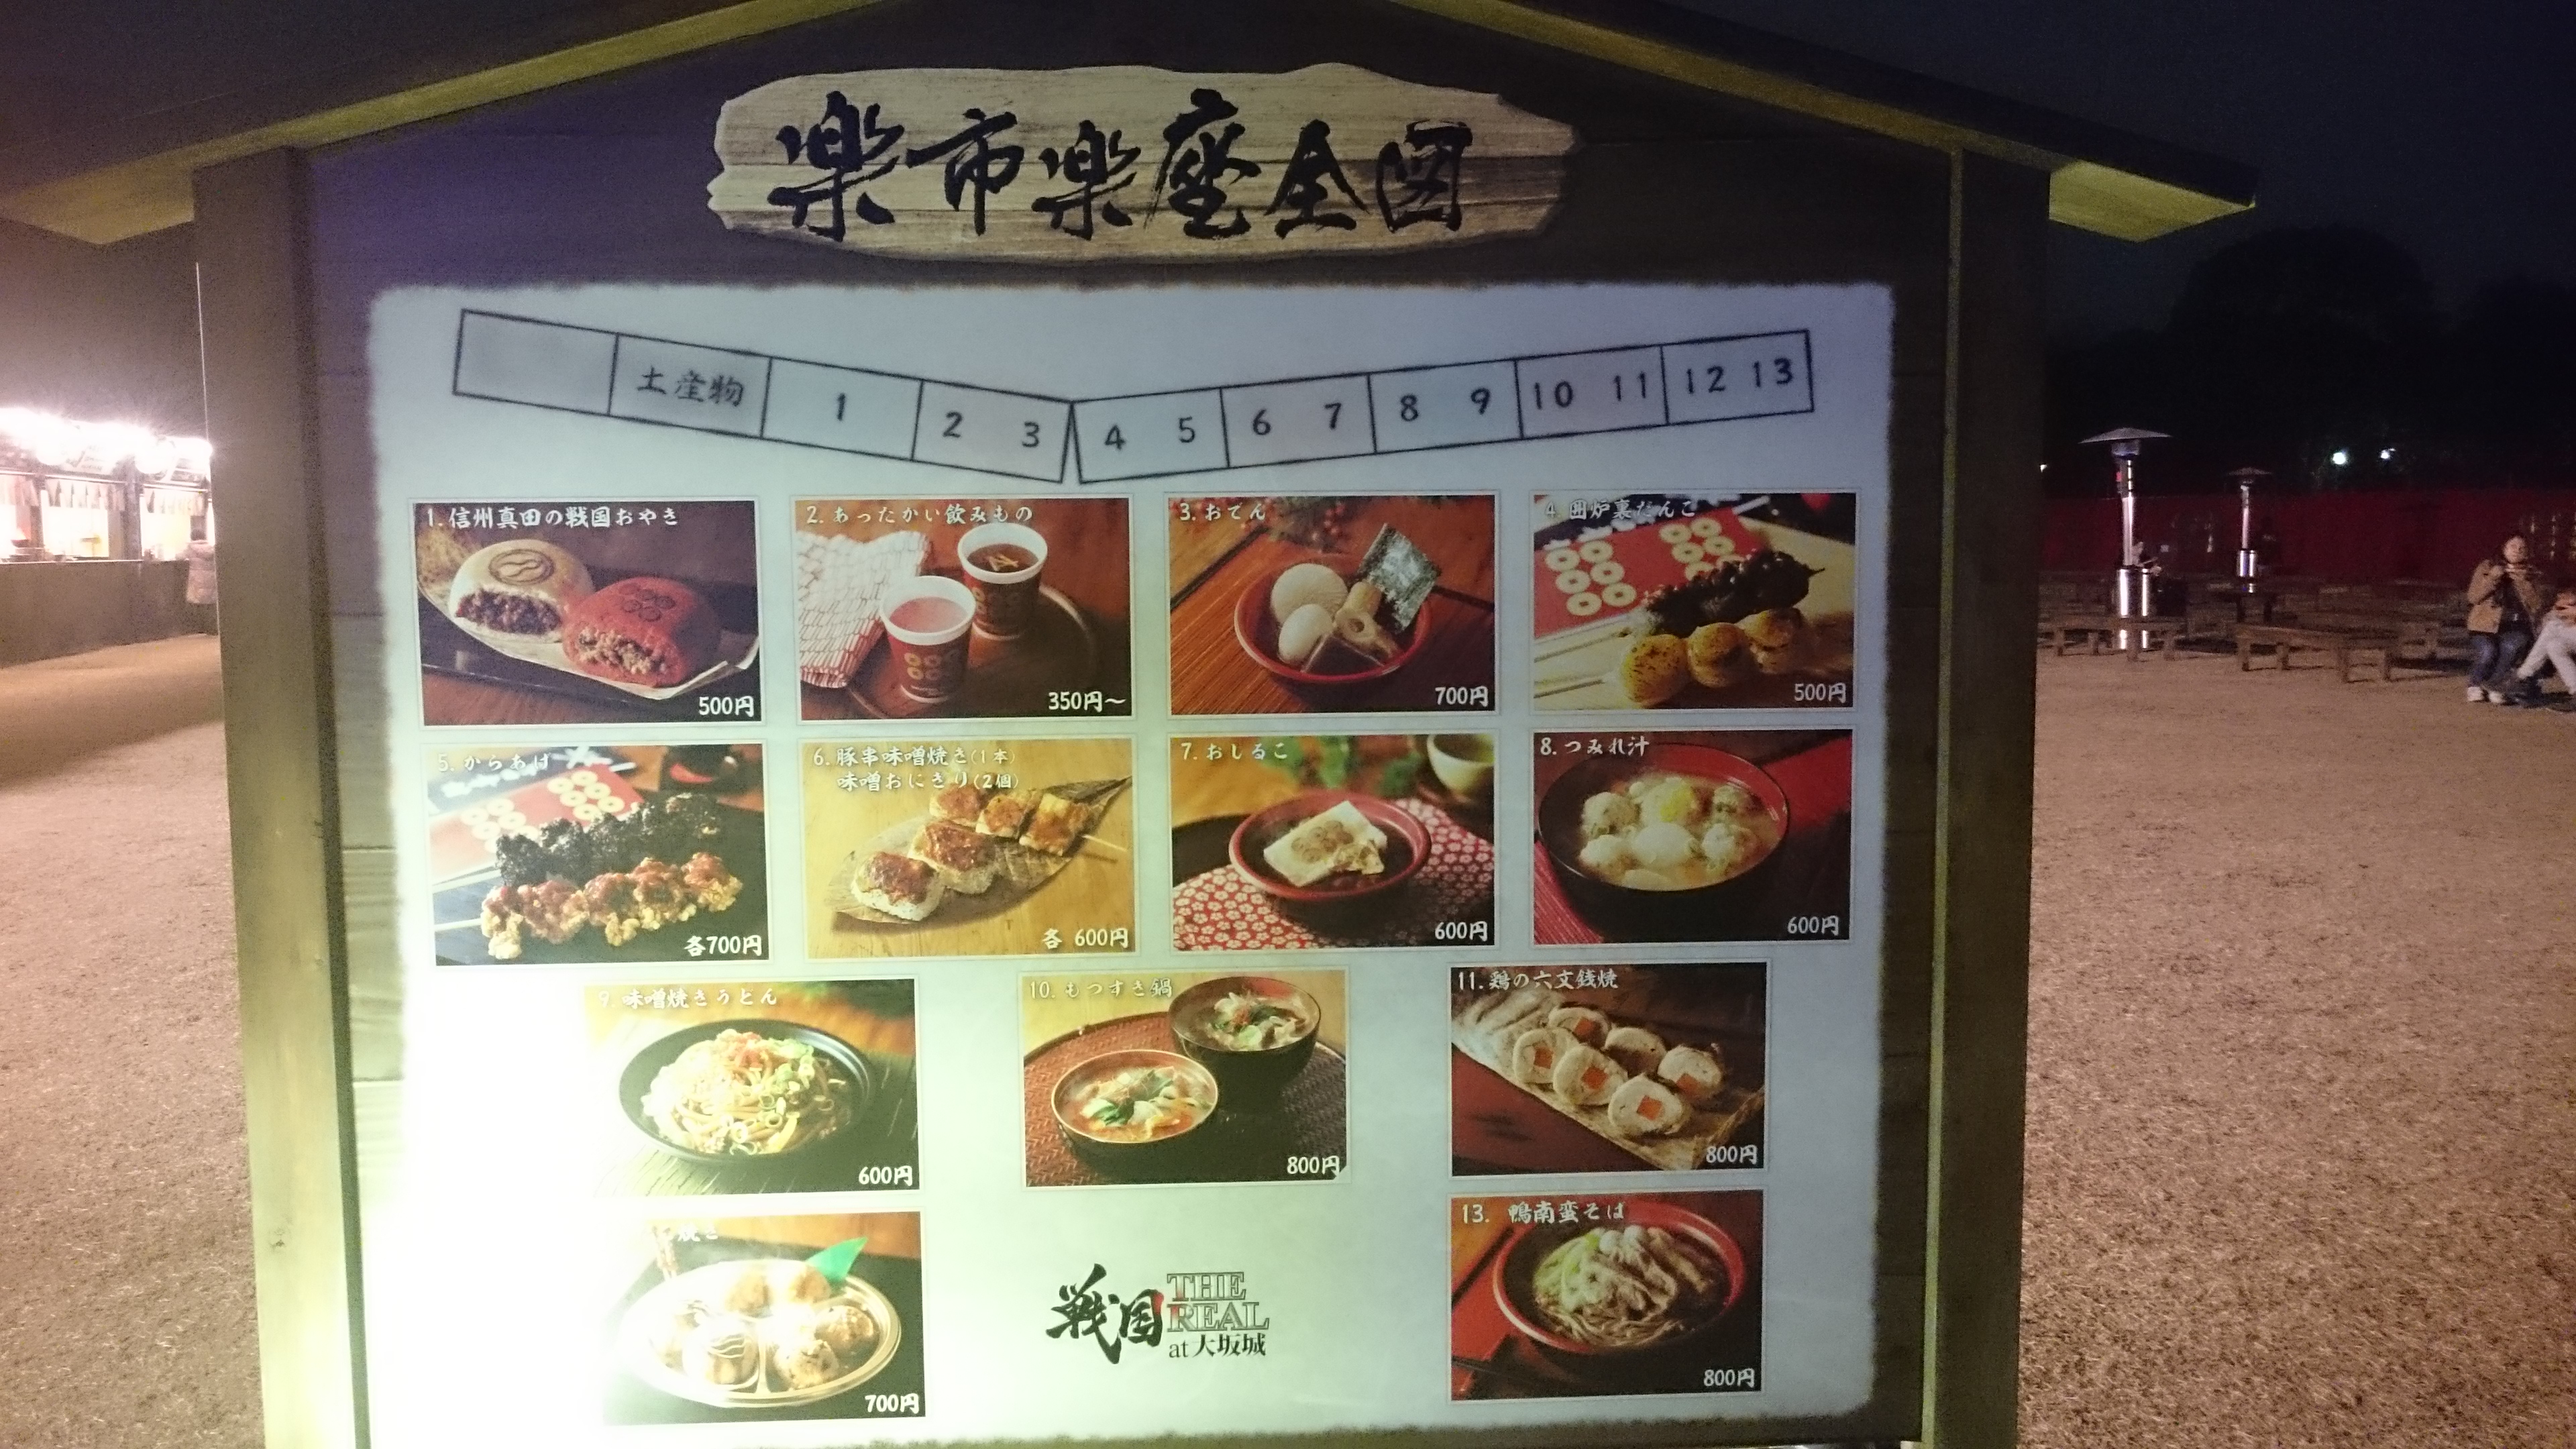 楽市楽座全図
土産物 1 2 3 4 5 6 7 8 9 10 11 12 13
1. 信州真田の戦国おやき
500円
2. あったかい飲みもの
350円～
3. おでん
700円
4. 囲炉裏だんご
500円
5. からあげ
各700円
6. 豚串味噌焼き(1本)
味噌おにぎり(2個)
各 600円
7. おしるこ
600円
8. つみれ汁
600円
9. 味噌焼きうどん
600円
10. もつすき鍋
800円
11. 鶏の六文銭焼
800円
焼き
700円
戦国 THE
REAL
at 大坂城
13. 鴨南蛮そば
800円